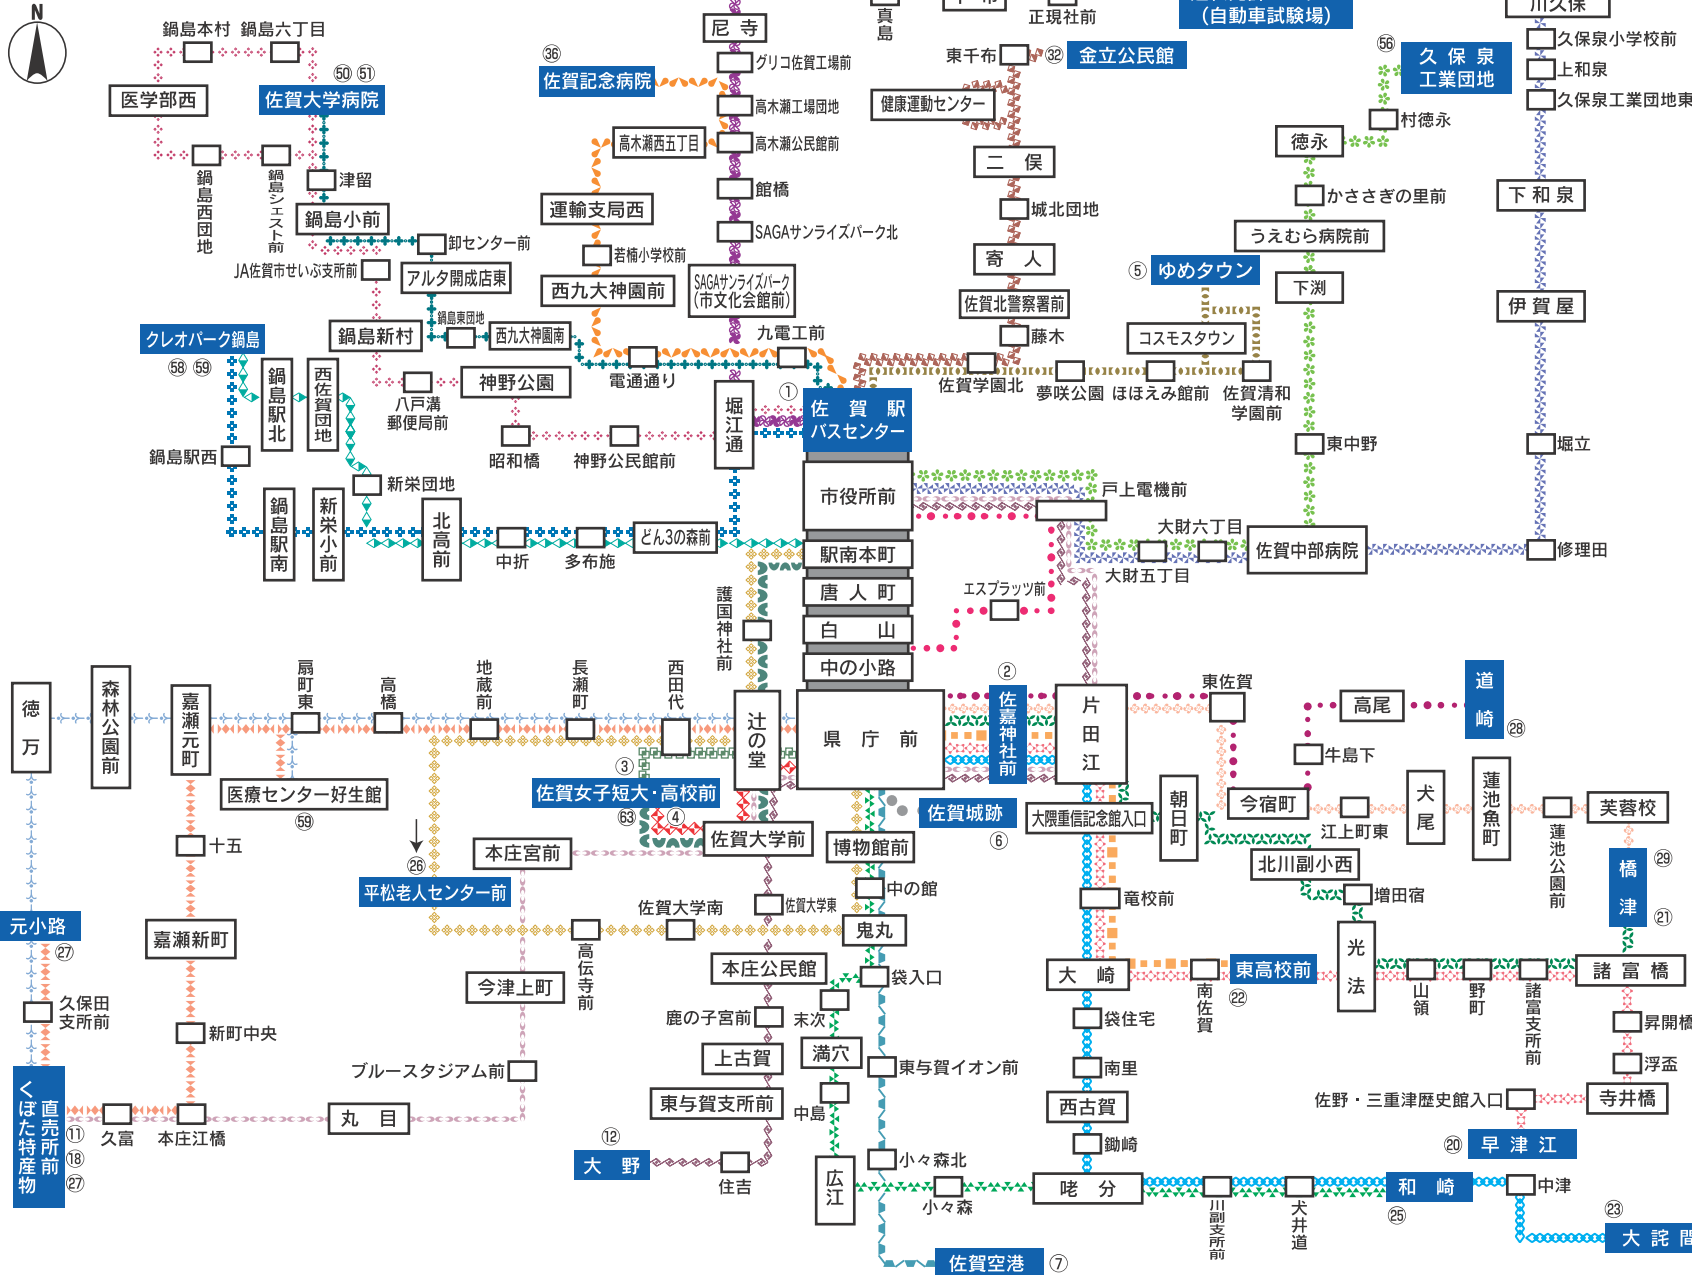 N
鍋島本村
鍋島六丁目
㊱
佐賀記念病院
尼寺
グリコ佐賀工場前
高木瀬工場団地
高木瀬公民館前
高木瀬西五丁目
館橋
SAGAサンライズパーク北
SAGAサンライズパーク
(市文化会館前)
真島
正現社前
(自動車試験場)
東千布
㉜
金立公民館
健康運動センター
二俣
城北団地
寄人
佐賀北警察署前
藤木
佐賀学園北
⑤
ゆめタウン
コスモスタウン
夢咲公園
ほほえみ館前
佐賀清和
学園前
56
久保泉
工業団地
村徳永
徳永
かささぎの里前
うえむら病院前
下渕
東中野
川久保
久保泉小学校前
上和泉
久保泉工業団地東
下和泉
伊賀屋
堀立
修理田
医学部西
㊿ 51
佐賀大学病院
鍋島西団地
鍋島シェスト前
津留
鍋島小前
卸センター前
JA佐賀市せいぶ支所前
アルタ開成店東
鍋島東団地
西九大神園南
鍋島新村
神野公園
八戸溝
郵便局前
昭和橋
神野公民館前
運輸支局西
若楠小学校前
西九大神園前
九電工前
電通通り
堀江通
①
佐賀駅
バスセンター
クレオパーク鍋島
58 59
鍋島駅北
西佐賀団地
鍋島駅西
新栄団地
鍋島駅南
新栄小前
北高前
中折
多布施
どん3の森前
市役所前
駅南本町
唐人町
白山
中の小路
護国神社前
戸上電機前
大財六丁目
大財五丁目
佐賀中部病院
エスプラッツ前
徳万
森林公園前
嘉瀬元町
扇町東
高橋
地蔵前
長瀬町
西田代
辻の堂
県庁前
②
佐嘉神社前
片田江
東佐賀
高尾
道崎
㉘
牛島下
今宿町
江上町東
犬尾
蓮池魚町
蓮池公園前
芙蓉校
医療センター好生館
59
③
佐賀女子短大・高校前
63 ④
佐賀大学前
佐賀城跡
⑥
博物館前
大隈重信記念館入口
朝日町
北川副小西
増田宿
橋津
㉙
㉑
十五
本庄宮前
㉖
平松老人センター前
佐賀大学南
佐賀大学東
中の館
鬼丸
竜校前
光法
元小路
㉗
嘉瀬新町
高伝寺前
本庄公民館
袋入口
大崎
東高校前
南佐賀
㉒
山領
野町
諸富支所前
諸富橋
久保田
支所前
新町中央
今津上町
鹿の子宮前
末次
満穴
袋住宅
昇開橋
浮盃
ブルースタジアム前
上古賀
東与賀支所前
中島
東与賀イオン前
南里
西古賀
佐野・三重津歴史館入口
寺井橋
直売所前
くぼた特産物
⑪
⑱
㉗
久富
本庄江橋
丸目
⑫
大野
住吉
広江
小々森北
小々森
鋤崎
咾分
⑳
早津江
和崎
㉕
川副支所前
犬井道
中津
㉓
大詫間
佐賀空港
⑦